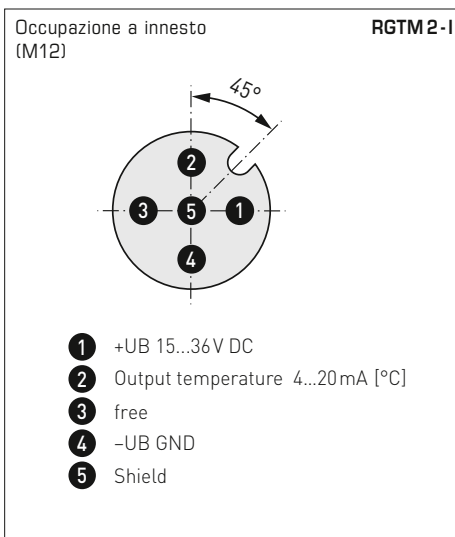 Occupazione a innesto
(M12)
RGTM 2 - I
45°
2
3 5 1
4
1 +UB 15...36 V DC
2 Output temperature 4...20 mA [°C]
3 free
4 –UB GND
5 Shield